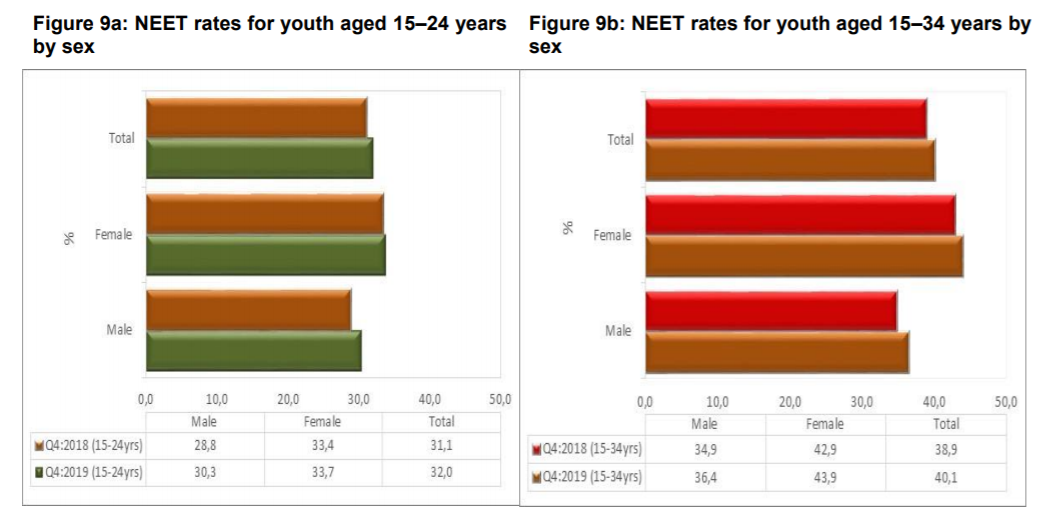 Figure 9a: NEET rates for youth aged 15–24 years
by sex
Total
Female
Male
%
0,0 10,0 20,0 30,0 40,0 50,0
Male Female Total
Q4:2018 (15-24yrs) 28,8 33,4 31,1
Q4:2019 (15-24yrs) 30,3 33,7 32,0
Figure 9b: NEET rates for youth aged 15–34 years by
sex
Total
Female
Male
%
0,0 10,0 20,0 30,0 40,0 50,0
Male Female Total
Q4:2018 (15-34yrs) 34,9 42,9 38,9
Q4:2019 (15-34yrs) 36,4 43,9 40,1